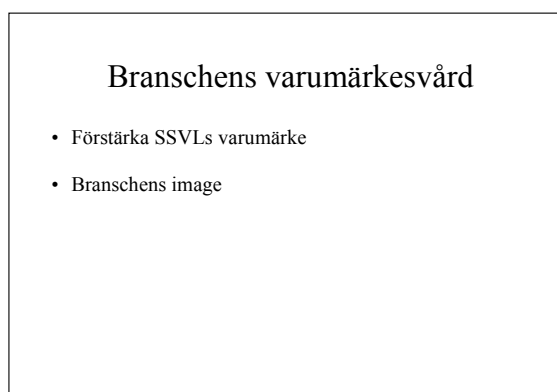 Branschens varumärkesvård
• Förstärka SSVLs varumärke
• Branschens image